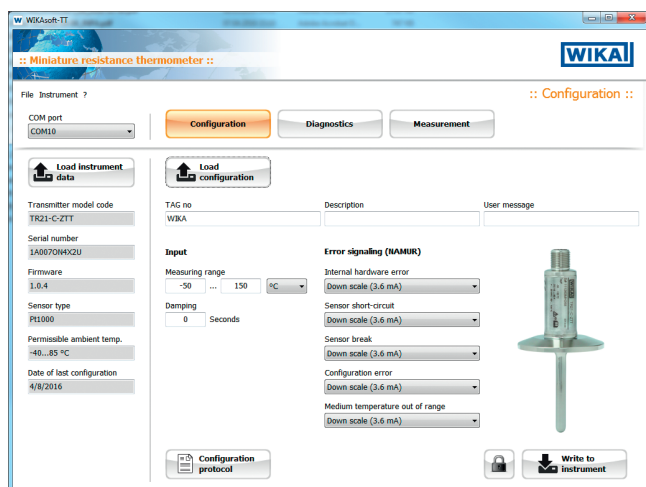 WIKAsoft-TT
:: Miniature resistance thermometer ::
WIKA
File Instrument ?
:: Configuration ::
COM port
COM10
Configuration
Diagnostics
Measurement
Load instrument
data
Load
configuration
Transmitter model code
TR21-C-ZTT
TAG no
WIKA
Description
User message
Serial number
1A007ON4X2U
Input
Error signaling (NAMUR)
Firmware
1.0.4
Measuring range
-50 ... 150 °C
Internal hardware error
Down scale (3.6 mA)
Sensor type
Pt1000
Damping
0 Seconds
Sensor short-circuit
Down scale (3.6 mA)
Permissible ambient temp.
-40...85 °C
Sensor break
Down scale (3.6 mA)
Date of last configuration
4/8/2016
Configuration error
Down scale (3.6 mA)
Medium temperature out of range
Down scale (3.6 mA)
Configuration
protocol
Write to
instrument